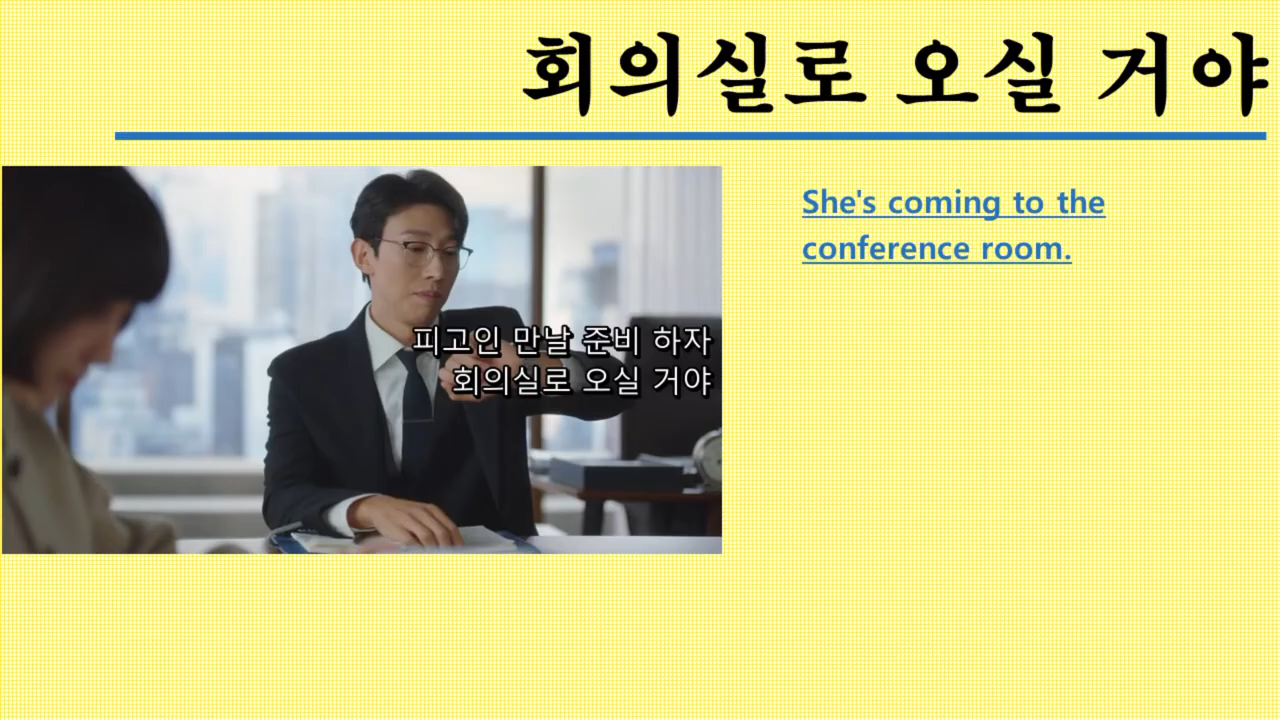 회의실로 오실 거야
피고인 만날 준비 하자
회의실로 오실 거야
She's coming to the
conference room.